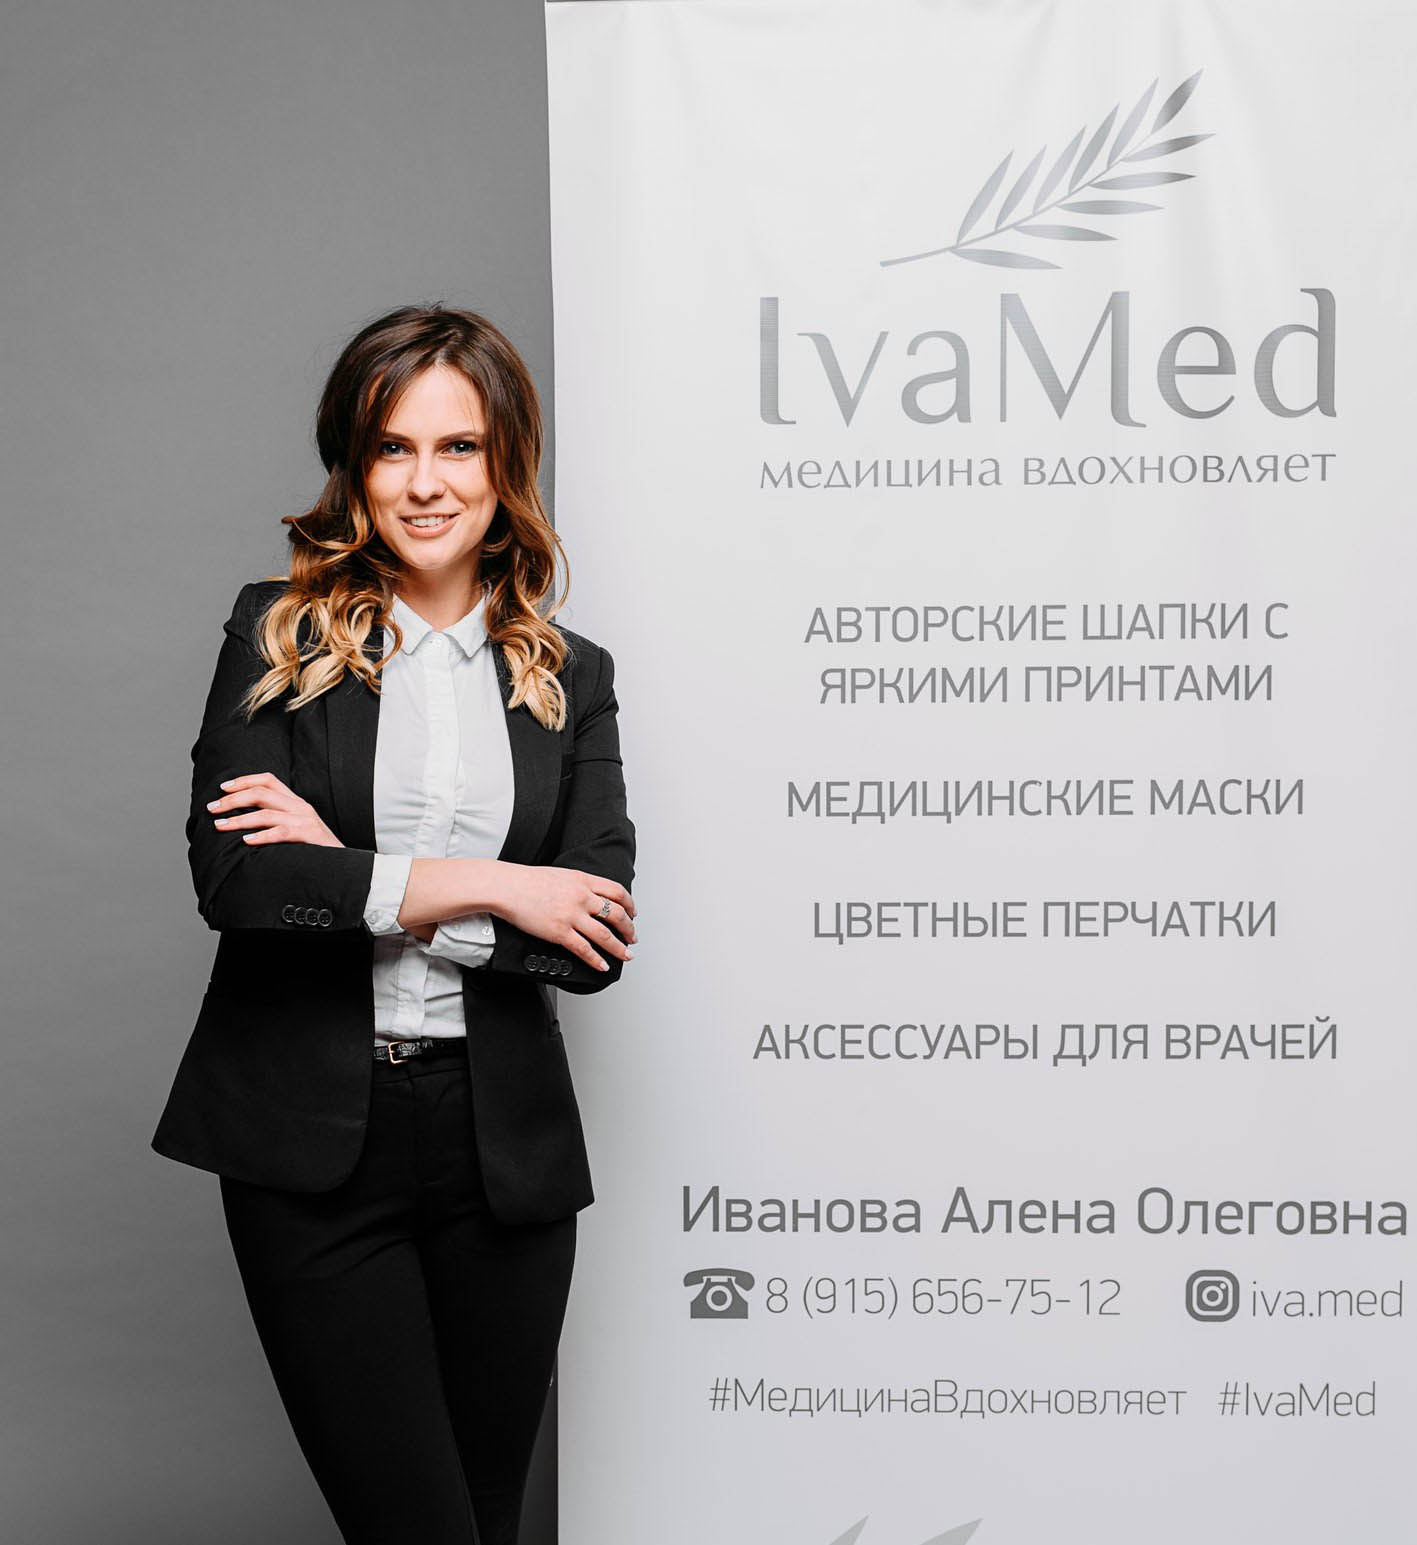 IvaMed
медицина вдохновляет
АВТОРСКИЕ ШАПКИ С
ЯРКИМИ ПРИНТАМИ
МЕДИЦИНСКИЕ МАСКИ
ЦВЕТНЫЕ ПЕРЧАТКИ
АКСЕССУАРЫ ДЛЯ ВРАЧЕЙ
Иванова Алена Олеговна
8 (915) 656-75-12 iva.med
#МедицинаВдохновляет #IvaMed